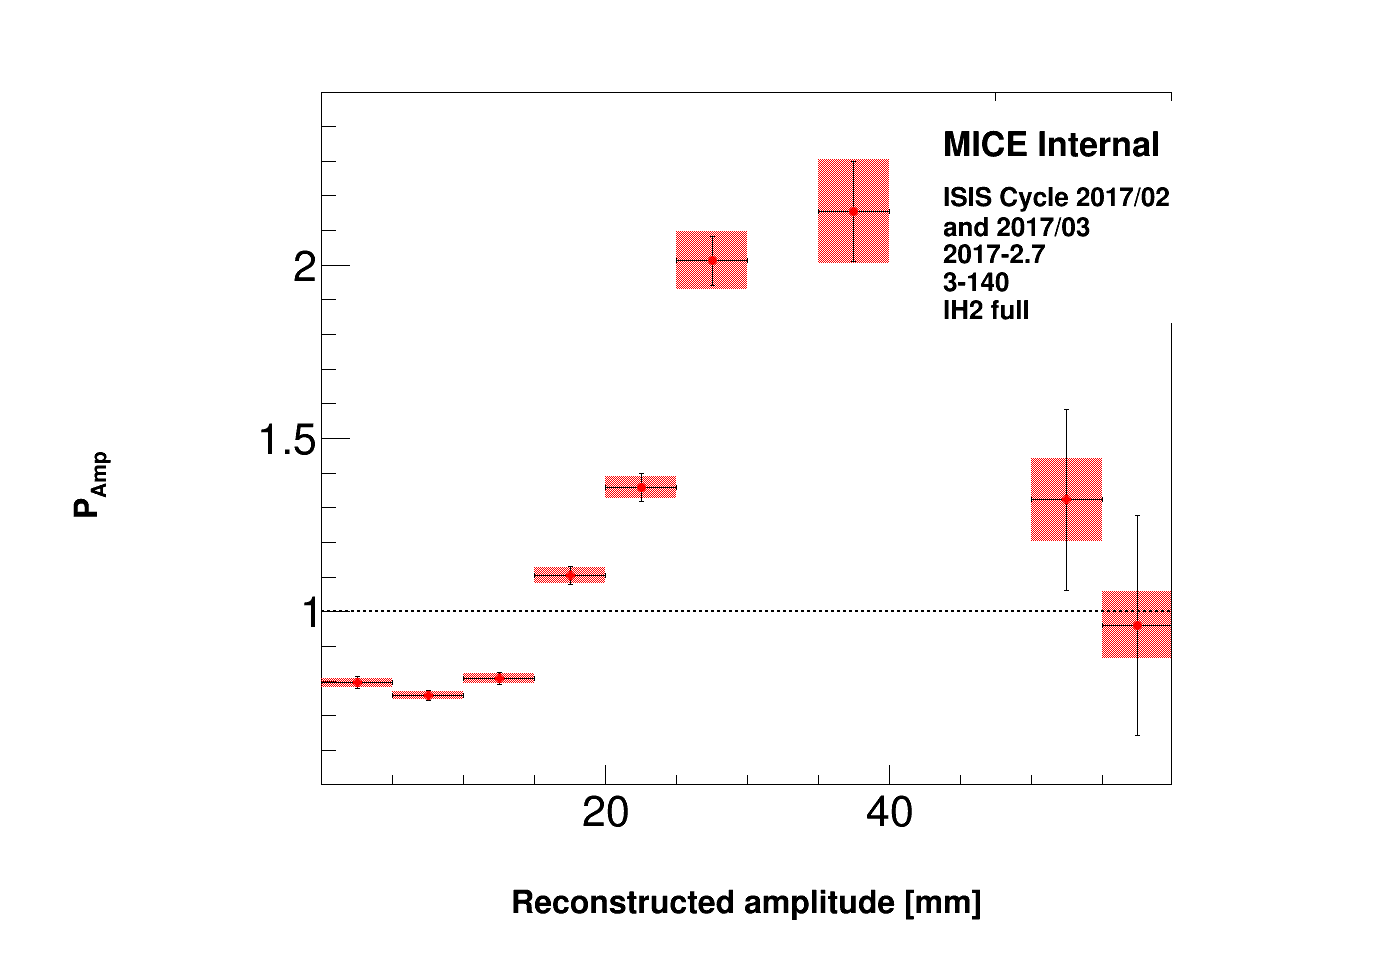 MICE Internal
ISIS Cycle 2017/02
and 2017/03
2017-2.7
3-140
lH2 full
2
1.5
1
P_Amp
20
40
Reconstructed amplitude [mm]